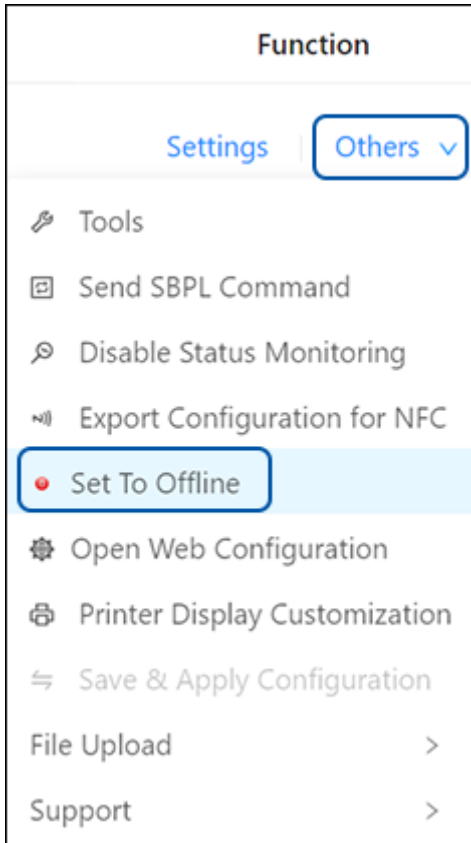 Function
Settings
Others
Tools
Send SBPL Command
Disable Status Monitoring
Export Configuration for NFC
Set To Offline
Open Web Configuration
Printer Display Customization
Save & Apply Configuration
File Upload
Support